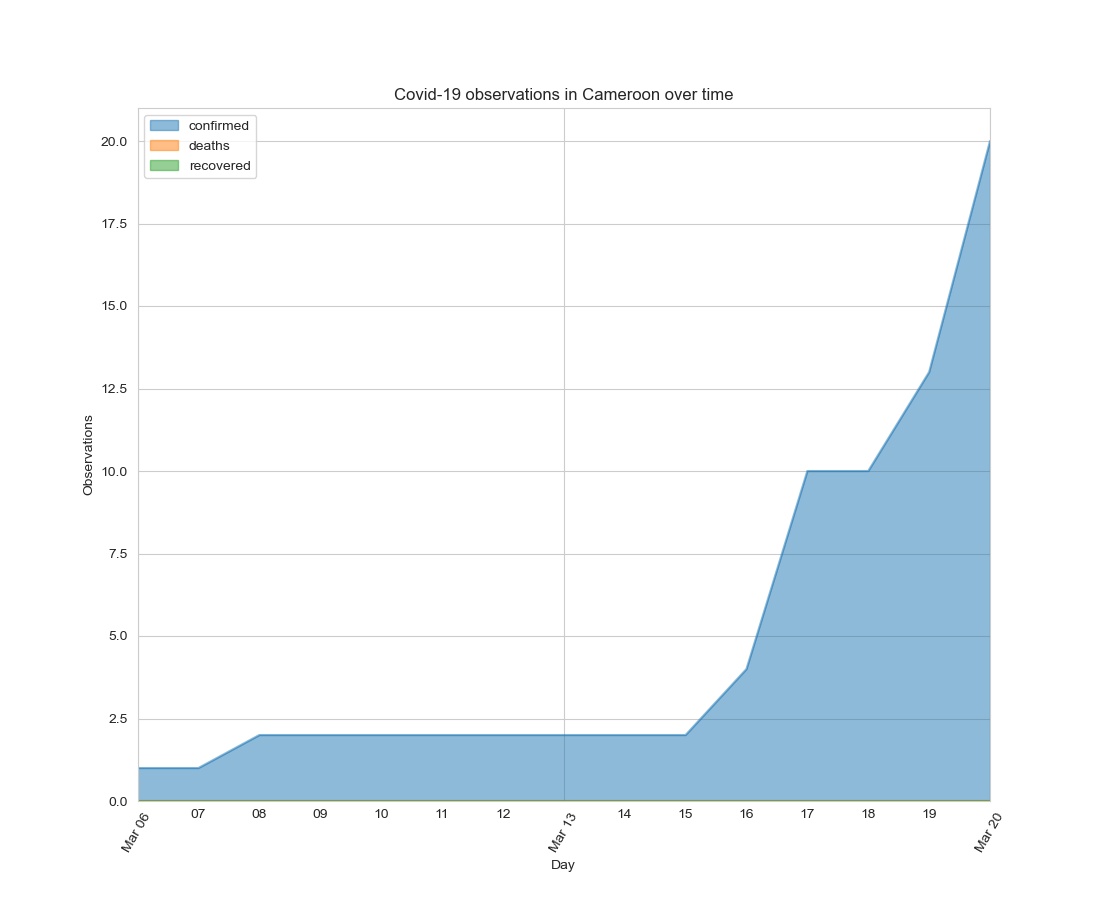 Covid-19 observations in Cameroon over time
confirmed
deaths
recovered
20.0
17.5
15.0
12.5
10.0
7.5
5.0
2.5
0.0
Observations
Mar 06 07 08 09 10 11 12 Mar 13 14 15 16 17 18 19 Mar 20
Day